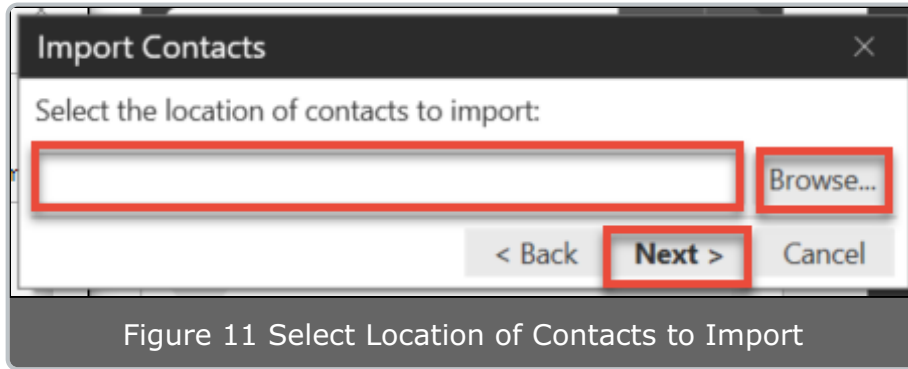 Import Contacts
Select the location of contacts to import:
Browse...
< Back Next > Cancel
Figure 11 Select Location of Contacts to Import